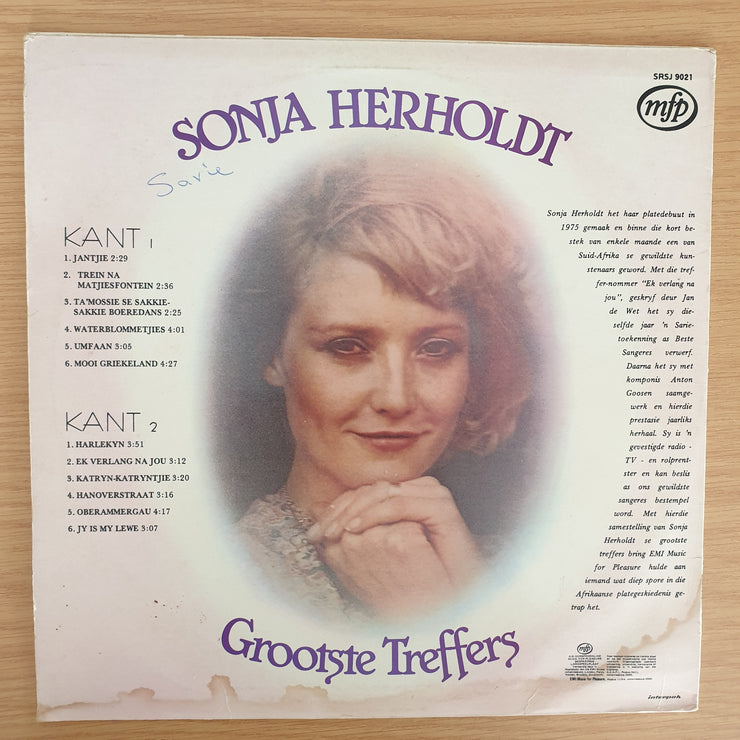 SRSJ 9021
mfp
SONJA HERHOLDT
Savie
KANT 1
1. JANTJIE 2:29
2. TREIN NA
MATJIESFONTEIN 2:36
3. TA'MOSSIE SE SAKKIE-
SAKKIE BOEREDANS 2:25
4. WATERBLOMMETJIES 4:01
5. UMFAAN 3:05
6. MOOI GRIEKELAND 4:27
KANT 2
1. HARLEKYN 3:51
2. EK VERLANG NA JOU 3:12
3. KATRYN-KATRYNTJIE 3:20
4. HANOVERSTRAAT 3:16
5. OBERAMMERGAU 4:17
6. JY IS MY LEWE 3:07
Sonja Herholdt het haar platedebuut in
1975 gemaak en binne die kort be-
stek van enkele maande een van
Suid-Afrika se gewildste kun-
stenaars geword. Met die tref-
fer-nommer "Ek verlang na
jou", geskryf deur Jan
de Wet het sy die-
selfde jaar 'n Sarie-
toekenning as Beste
Sangeres verwerf.
Daarna het sy met
komponis Anton
Goosen saamge-
werk en hierdie
prestasie jaarliks
herhaal. Sy is 'n
gevestigde radio -
TV - en rolprent-
ster en kan beslis
as ons gewildste
sangeres bestempel
word. Met hierdie
samestelling van Sonja
Herholdt se grootste
treffers bring EMI Music
for Pleasure hulde aan
iemand wat diep spore in die
Afrikaanse plategeskiedenis ge-
trap het.
Grootste Treffers
mfp
EMI Music for Pleasure,
interpak